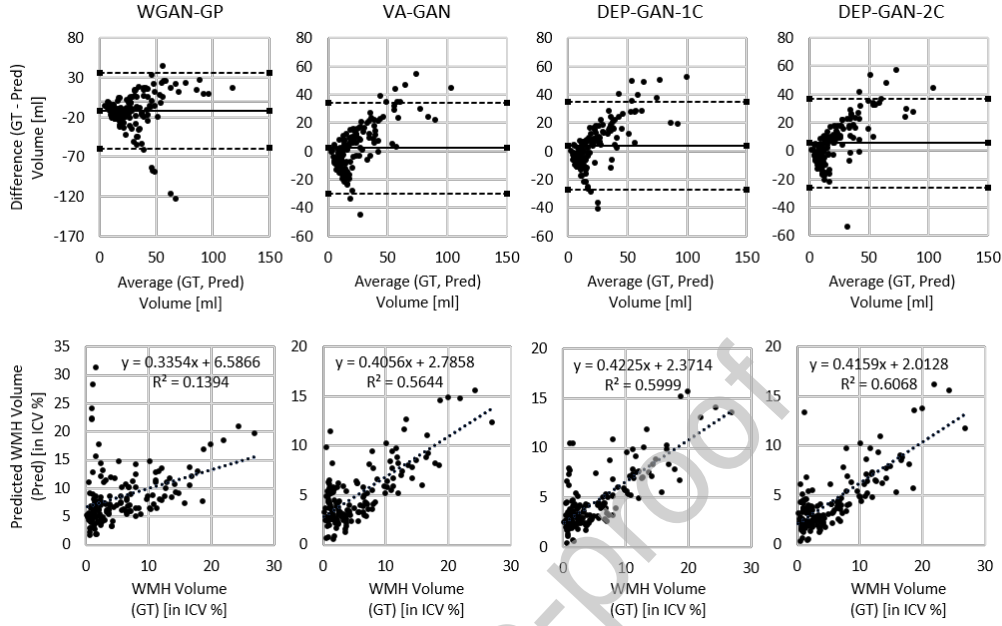 WGAN-GP
VA-GAN
DEP-GAN-1C
DEP-GAN-2C
Difference (GT - Pred)
Volume [ml]
80
30
-20
-70
-120
-170
0 50 100 150
Average (GT, Pred)
Volume [ml]
80
60
40
20
0
-20
-40
-60
0 50 100 150
Average (GT, Pred)
Volume [ml]
80
60
40
20
0
-20
-40
-60
0 50 100 150
Average (GT, Pred)
Volume [ml]
80
60
40
20
0
-20
-40
-60
0 50 100 150
Average (GT, Pred)
Volume [ml]
Predicted WMH Volume
(Pred) [in ICV %]
35
30
25
20
15
10
5
0
y = 0.3354x + 6.5866
R² = 0.1394
0 10 20 30
WMH Volume
(GT) [in ICV %]
20
15
10
5
0
y = 0.4056x + 2.7858
R² = 0.5644
0 10 20 30
WMH Volume
(GT) [in ICV %]
20
15
10
5
0
y = 0.4225x + 2.3714
R² = 0.5999
0 10 20 30
WMH Volume
(GT) [in ICV %]
20
15
10
5
0
y = 0.4159x + 2.0128
R² = 0.6068
0 10 20 30
WMH Volume
(GT) [in ICV %]
-proof